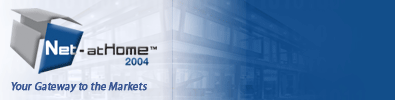 Net-atHome™
2004
Your Gateway to the Markets